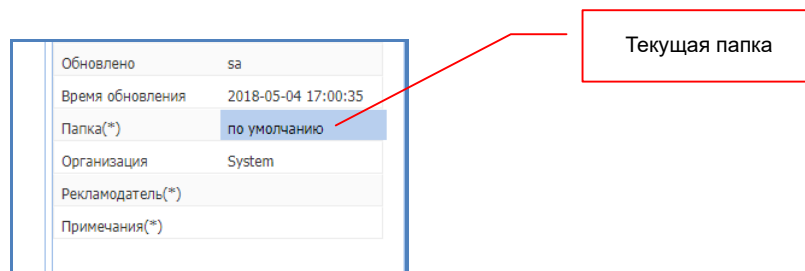 Текущая папка
Обновлено sa
Время обновления 2018-05-04 17:00:35
Папка(*) по умолчанию
Организация System
Рекламодатель(*)
Примечания(*)